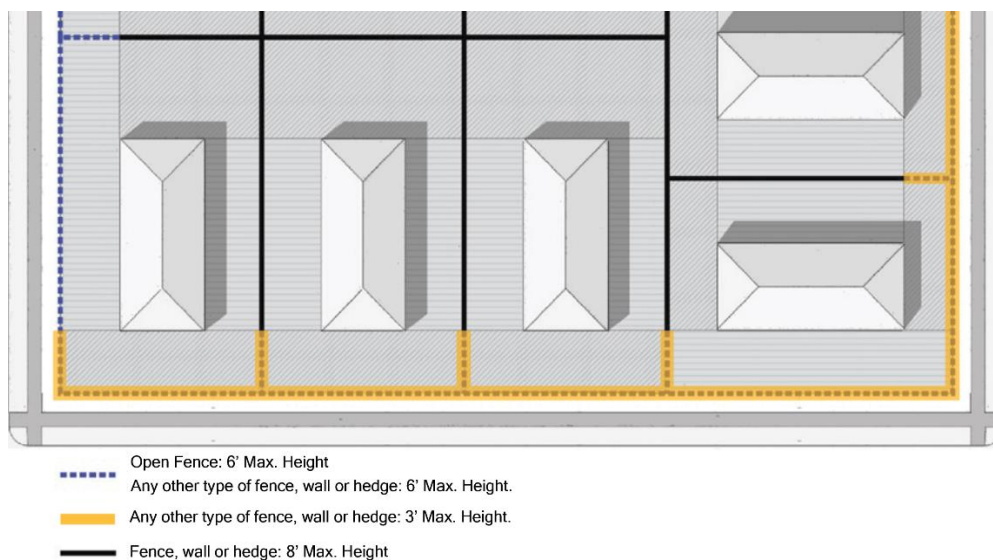 Open Fence: 6’ Max. Height
Any other type of fence, wall or hedge: 6’ Max. Height.
Any other type of fence, wall or hedge: 3’ Max. Height.
Fence, wall or hedge: 8’ Max. Height